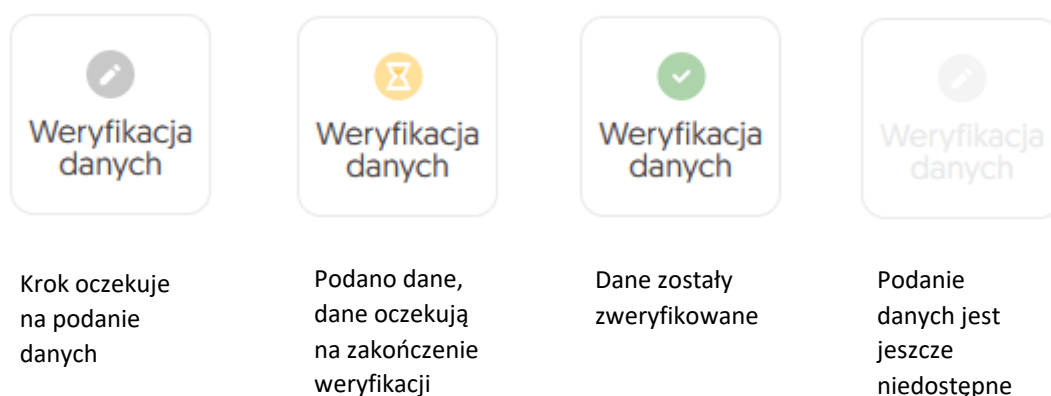 Weryfikacja
danych
Weryfikacja
danych
Weryfikacja
danych
Weryfikacja
danych
Krok oczekuje
na podanie
danych
Podano dane,
dane oczekują
na zakończenie
weryfikacji
Dane zostały
zweryfikowane
Podanie
danych jest
jeszcze
niedostępne